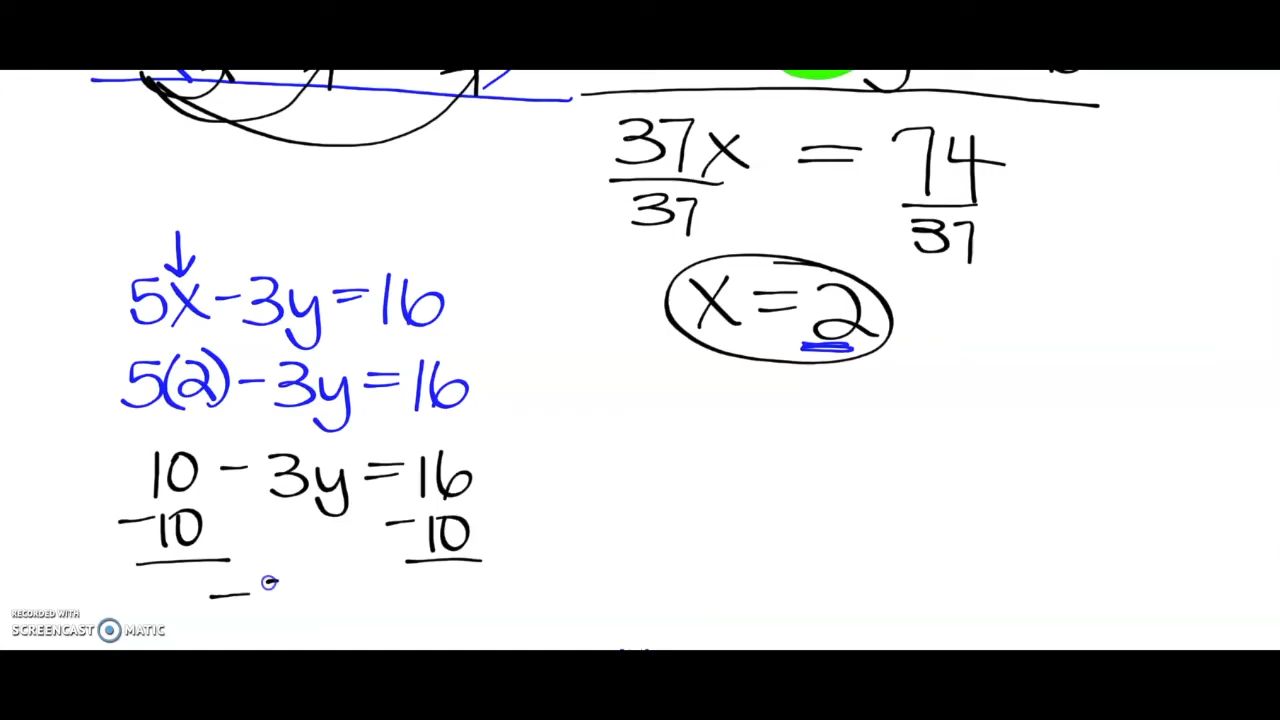 37x = 74
37 37
x = 2
5x - 3y = 16
5(2) - 3y = 16
10 - 3y = 16
-10 -10
-
RECORDED WITH
SCREENCAST MATIC